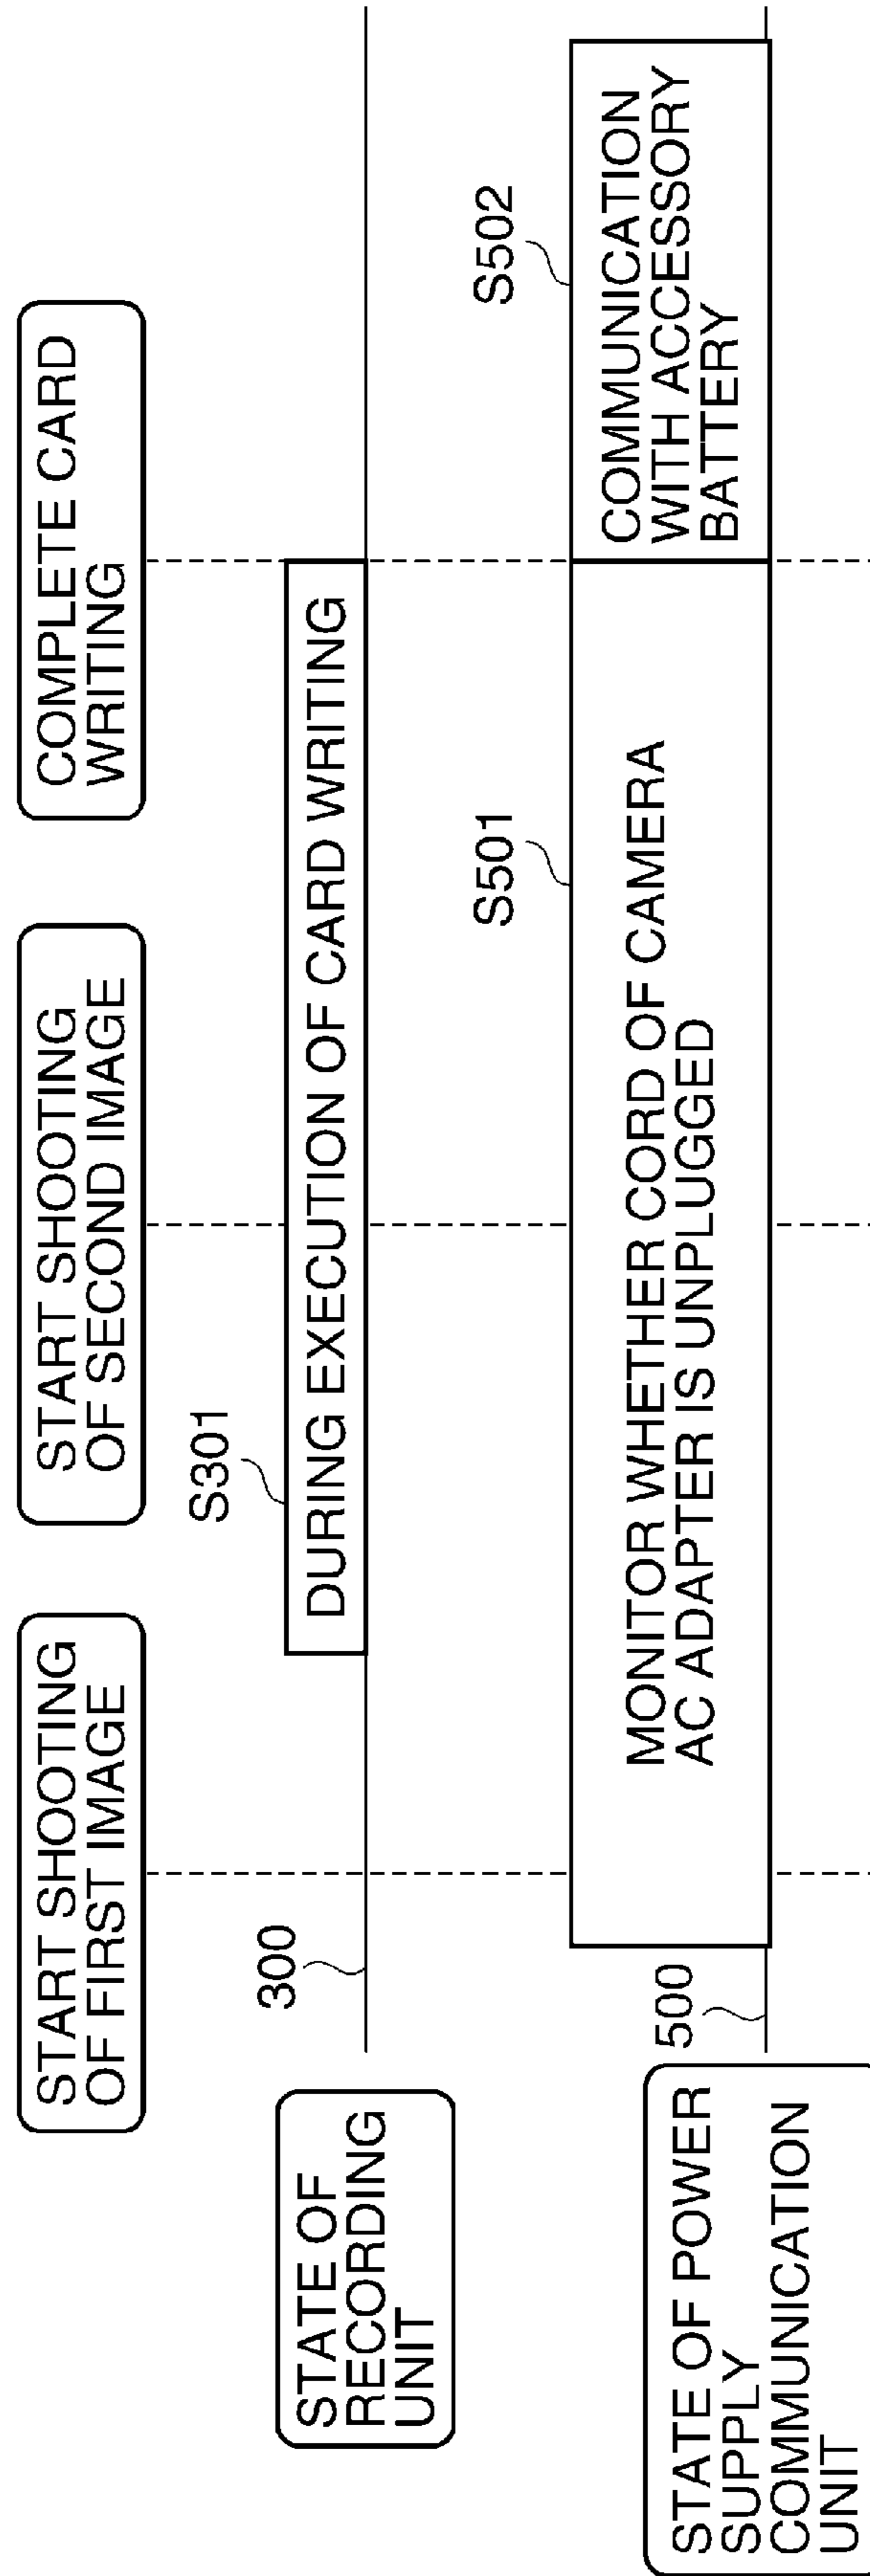 START SHOOTING
OF FIRST IMAGE
START SHOOTING
OF SECOND IMAGE
COMPLETE CARD
WRITING
STATE OF
RECORDING
UNIT
300
S301
DURING EXECUTION OF CARD WRITING
STATE OF POWER
SUPPLY
COMMUNICATION
UNIT
500
S501
MONITOR WHETHER CORD OF CAMERA
AC ADAPTER IS UNPLUGGED
S502
COMMUNICATION
WITH ACCESSORY
BATTERY